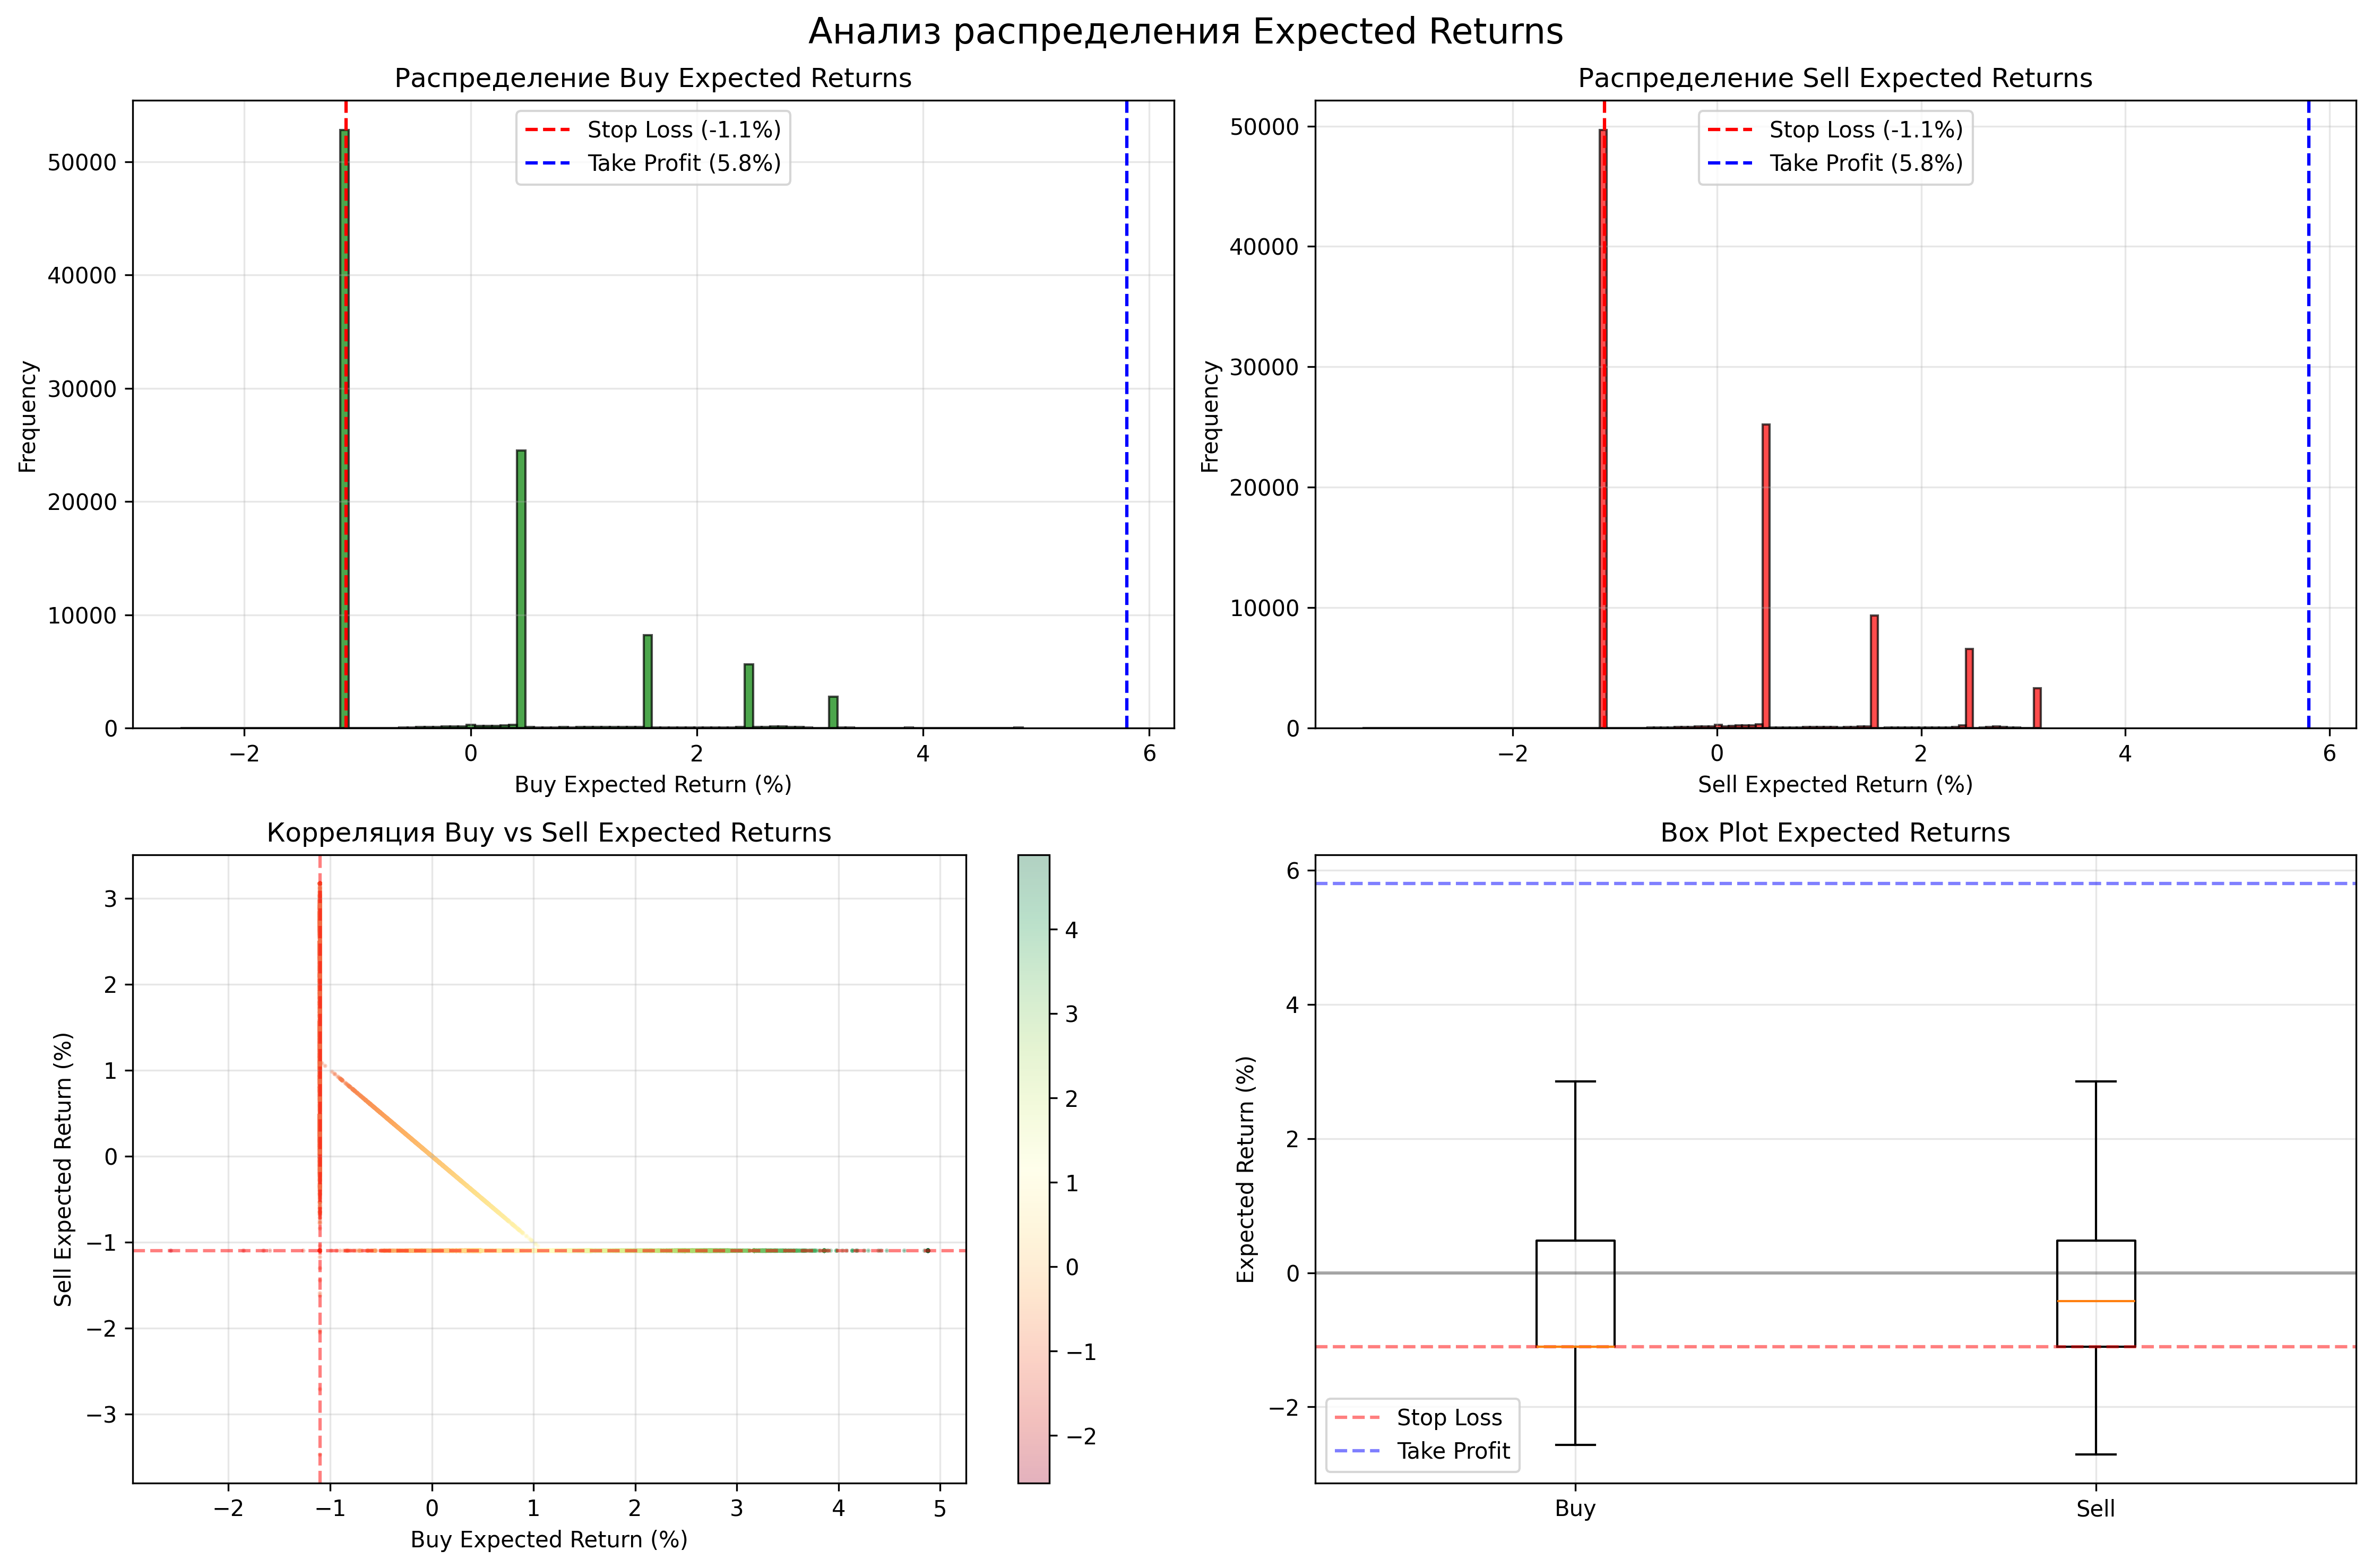 Анализ распределения Expected Returns
Распределение Buy Expected Returns
Stop Loss (-1.1%)
Take Profit (5.8%)
50000
40000
30000
20000
10000
0
Frequency
−2
0
2
4
6
Buy Expected Return (%)
Распределение Sell Expected Returns
Stop Loss (-1.1%)
Take Profit (5.8%)
50000
40000
30000
20000
10000
0
Frequency
−2
0
2
4
6
Sell Expected Return (%)
Корреляция Buy vs Sell Expected Returns
3
2
1
0
−1
−2
−3
Sell Expected Return (%)
−2
−1
0
1
2
3
4
5
Buy Expected Return (%)
4
3
2
1
0
−1
−2
Box Plot Expected Returns
6
4
2
0
−2
Expected Return (%)
Stop Loss
Take Profit
Buy
Sell